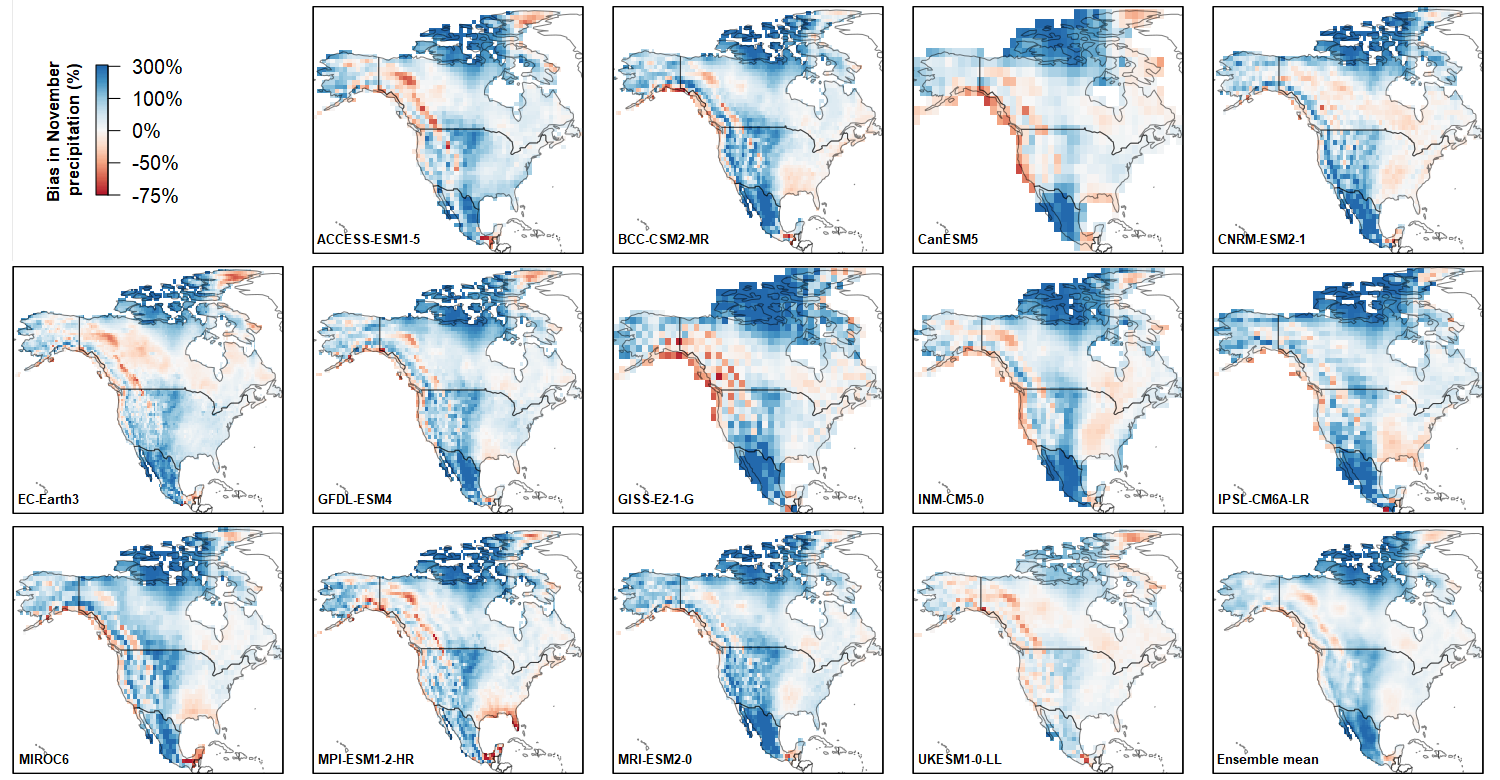 Bias in November
precipitation (%)
300%
100%
0%
-50%
-75%
ACCESS-ESM1-5
BCC-CSM2-MR
CanESM5
CNRM-ESM2-1
EC-Earth3
GFDL-ESM4
GISS-E2-1-G
INM-CM5-0
IPSL-CM6A-LR
MIROC6
MPI-ESM1-2-HR
MRI-ESM2-0
UKESM1-0-LL
Ensemble mean